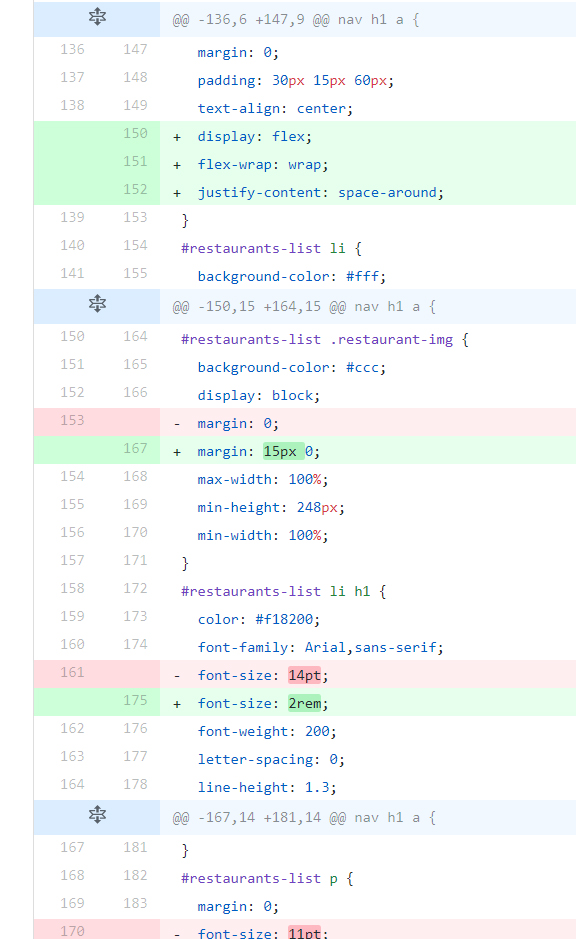 @@ -136,6 +147,9 @@ nav h1 a {
136 147 margin: 0;
137 148 padding: 30px 15px 60px;
138 149 text-align: center;
150 + display: flex;
151 + flex-wrap: wrap;
152 + justify-content: space-around;
139 153 }
140 154 #restaurants-list li {
141 155 background-color: #fff;
@@ -150,15 +164,15 @@ nav h1 a {
150 164 #restaurants-list .restaurant-img {
151 165 background-color: #ccc;
152 166 display: block;
153 - margin: 0;
167 + margin: 15px 0;
154 168 max-width: 100%;
155 169 min-height: 248px;
156 170 min-width: 100%;
157 171 }
158 172 #restaurants-list li h1 {
159 173 color: #f18200;
160 174 font-family: Arial,sans-serif;
161 - font-size: 14pt;
175 + font-size: 2rem;
162 176 font-weight: 200;
163 177 letter-spacing: 0;
164 178 line-height: 1.3;
@@ -167,14 +181,14 @@ nav h1 a {
167 181 }
168 182 #restaurants-list p {
169 183 margin: 0;
170 - font-size: 11pt;